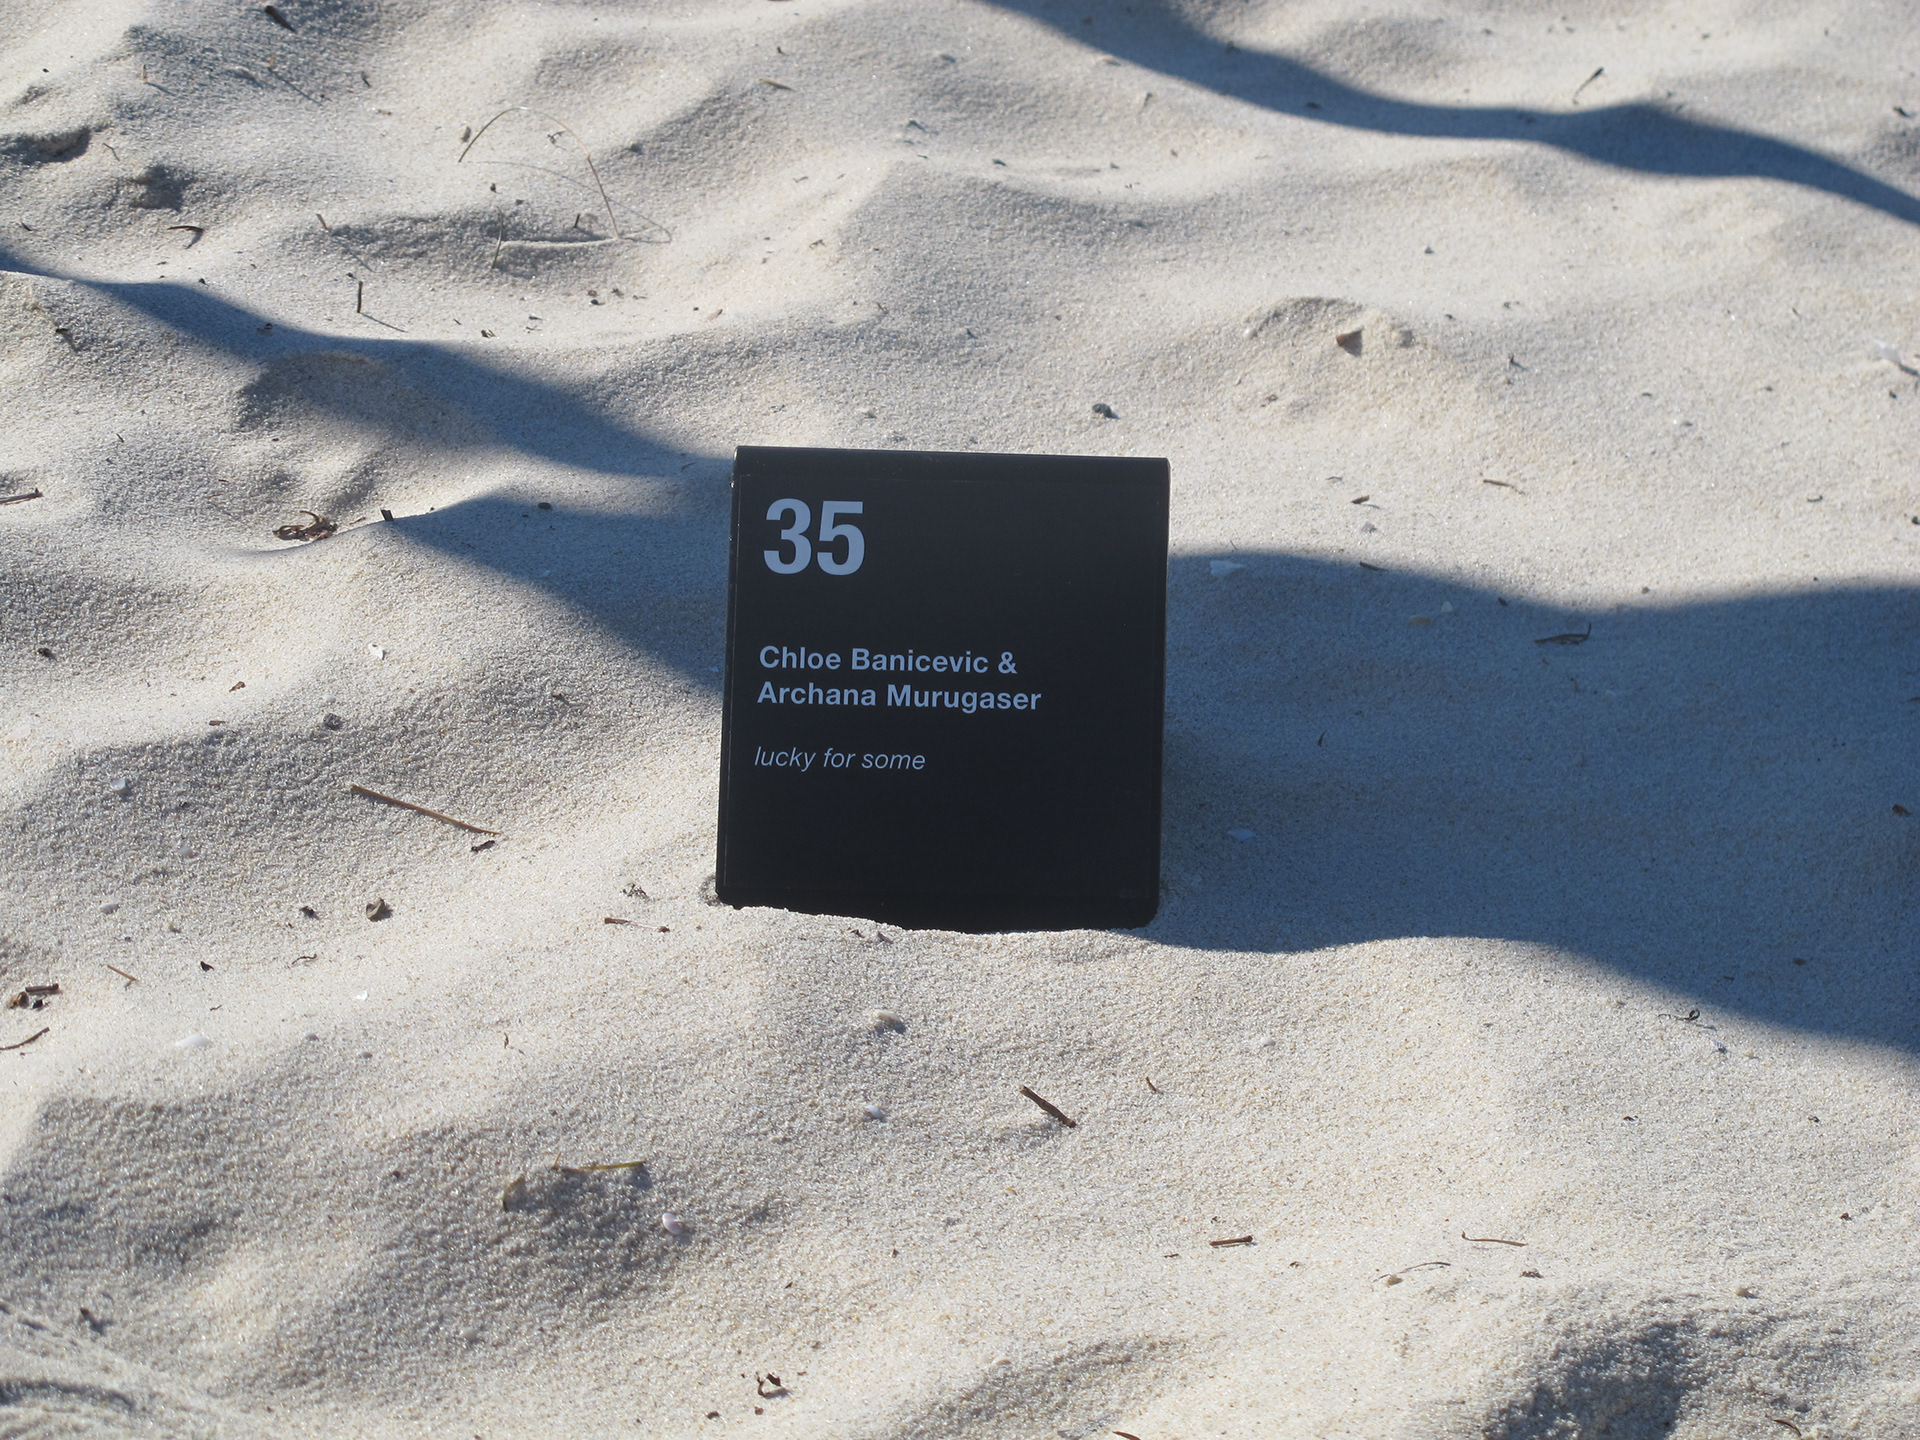 35
Chloe Banicevic &
Archana Murugaser
lucky for some